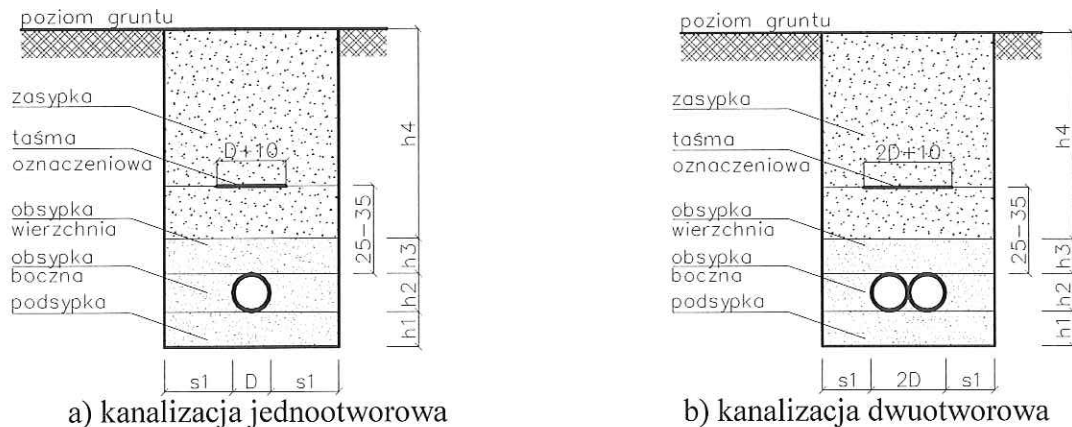 poziom gruntu
zasypka
taśma
oznaczeniowa
D+10
obsypka
wierzchnia
obsypka
boczna
podsypka
25-35
h4
h3
h2
h1
s1
D
s1
a) kanalizacja jednootworowa
poziom gruntu
zasypka
taśma
oznaczeniowa
2D+10
obsypka
wierzchnia
obsypka
boczna
podsypka
25-35
h4
h3
h2
h1
s1
2D
s1
b) kanalizacja dwuotworowa